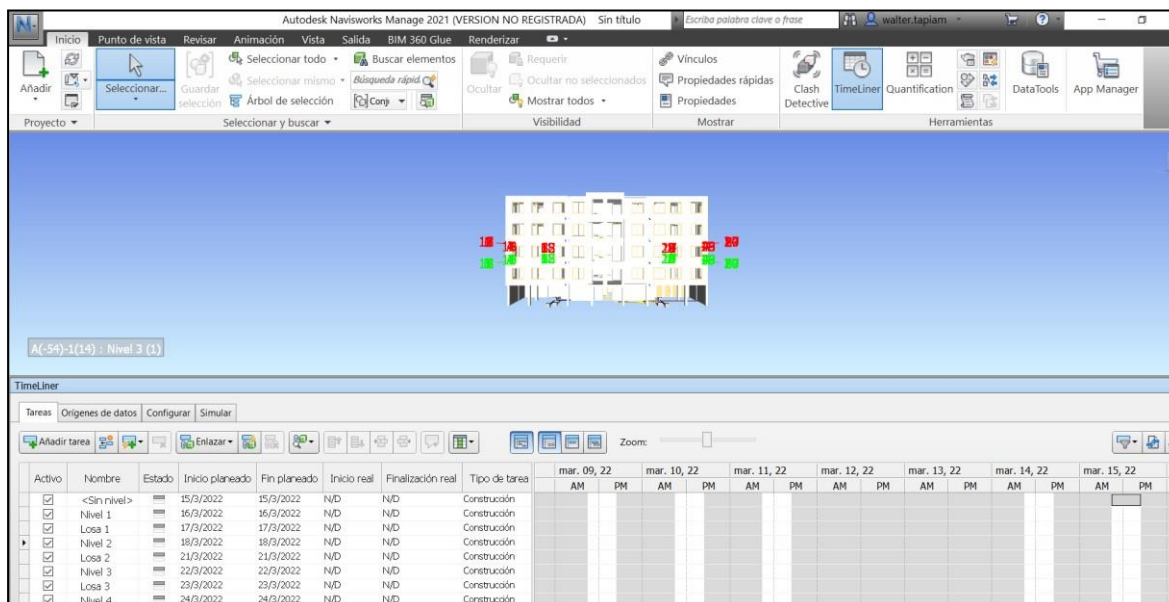 Autodesk Navisworks Manage 2021 (VERSION NO REGISTRADA) Sin título Escriba palabra clave o frase walter.tapiam
Inicio Punto de vista Revisar Animación Vista Salida BIM 360 Glue Renderizar
Seleccionar todo Buscar elementos Requerir Vínculos
Seleccionar mismo Búsqueda rápid Ocultar no seleccionados Propiedades rápidas
Añadir Seleccionar... Guardar selección Árbol de selección Conj Ocultar Mostrar todos Propiedades Clash Detective TimeLiner Quantification DataTools App Manager
Proyecto Seleccionar y buscar Visibilidad Mostrar Herramientas
A(-54)-1(14) : Nivel 3 (1)
TimeLiner
Tareas Orígenes de datos Configurar Simular
Añadir tarea Enlazar Zoom:
Activo Nombre Estado Inicio planeado Fin planeado Inicio real Finalización real Tipo de tarea mar. 09, 22 mar. 10, 22 mar. 11, 22 mar. 12, 22 mar. 13, 22 mar. 14, 22 mar. 15, 22
AM PM AM PM AM PM AM PM AM PM AM PM AM PM
<Sin nivel> 15/3/2022 15/3/2022 N/D N/D Construcción
Nivel 1 16/3/2022 16/3/2022 N/D N/D Construcción
Losa 1 17/3/2022 17/3/2022 N/D N/D Construcción
Nivel 2 18/3/2022 18/3/2022 N/D N/D Construcción
Losa 2 21/3/2022 21/3/2022 N/D N/D Construcción
Nivel 3 22/3/2022 22/3/2022 N/D N/D Construcción
Losa 3 23/3/2022 23/3/2022 N/D N/D Construcción
Nivel 4 24/3/2022 24/3/2022 N/D N/D Construcción